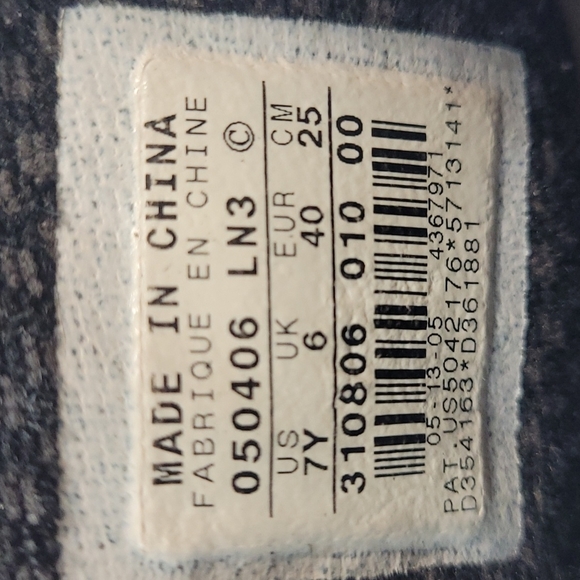 MADE IN CHINA
FABRIQUE EN CHINE
050406 LN3 ©
US UK EUR CM
7Y 6 40 25
310806 010 00
05-13-05 4367971
PAT.US5042176*5713141*
D354163*D361881